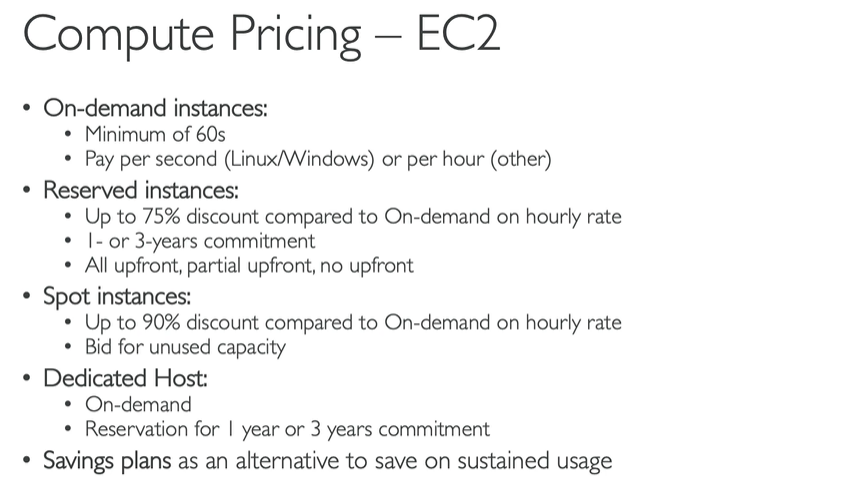 Compute Pricing – EC2
• On-demand instances:
• Minimum of 60s
• Pay per second (Linux/Windows) or per hour (other)
• Reserved instances:
• Up to 75% discount compared to On-demand on hourly rate
• 1- or 3-years commitment
• All upfront, partial upfront, no upfront
• Spot instances:
• Up to 90% discount compared to On-demand on hourly rate
• Bid for unused capacity
• Dedicated Host:
• On-demand
• Reservation for 1 year or 3 years commitment
• Savings plans as an alternative to save on sustained usage